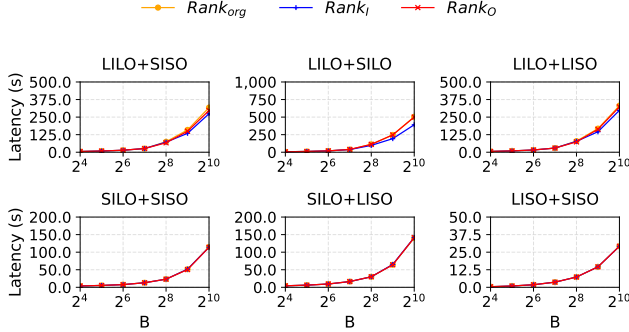 Rank_org Rank_I Rank_O
LILO+SISO LILO+SILO LILO+LISO
Latency (s)
500.0 1,000 500.0
375.0 750 375.0
250.0 500 250.0
125.0 250 125.0
0.0 0 0.0
2^4 2^6 2^8 2^10 2^4 2^6 2^8 2^10 2^4 2^6 2^8 2^10
SILO+SISO SILO+LISO LISO+SISO
Latency (s)
200.0 200.0 50.0
150.0 150.0 37.5
100.0 100.0 25.0
50.0 50.0 12.5
0.0 0.0 0.0
2^4 2^6 2^8 2^10 2^4 2^6 2^8 2^10 2^4 2^6 2^8 2^10
B B B